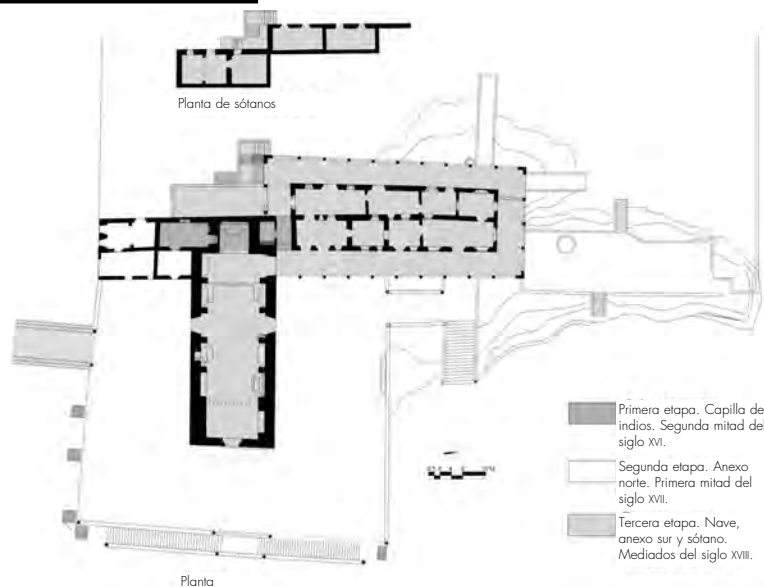 Planta de sótanos
Primera etapa. Capilla de
indios. Segunda mitad del
siglo XVI.
Segunda etapa. Anexo
norte. Primera mitad del
siglo XVII.
Tercera etapa. Nave,
anexo sur y sótano.
Mediados del siglo XVIII.
Planta